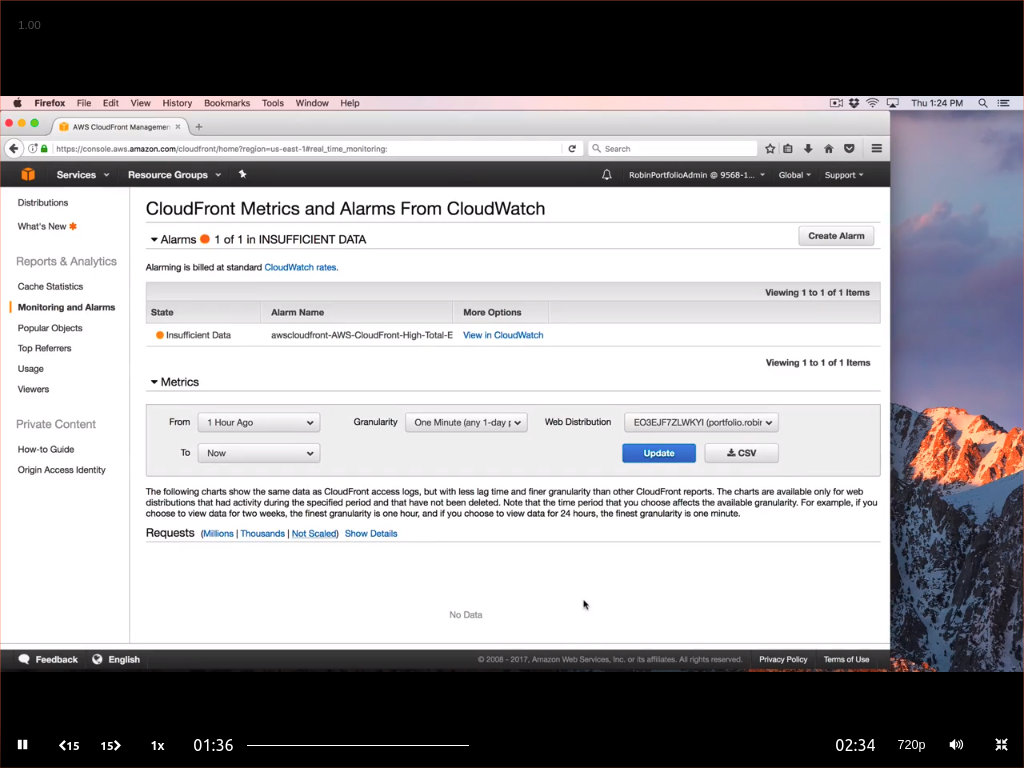 1.00
Firefox File Edit View History Bookmarks Tools Window Help Thu 1:24 PM
AWS CloudFront Managemen
https://console.aws.amazon.com/cloudfront/home?region=us-east-1#real_time_monitoring: Search
Services Resource Groups RobinPortfolioAdmin @ 9568-1... Global Support
Distributions
What's New
Reports & Analytics
Cache Statistics
Monitoring and Alarms
Popular Objects
Top Referrers
Usage
Viewers
Private Content
How-to Guide
Origin Access Identity
CloudFront Metrics and Alarms From CloudWatch
Alarms 1 of 1 in INSUFFICIENT DATA Create Alarm
Alarming is billed at standard CloudWatch rates.
Viewing 1 to 1 of 1 Items
State Alarm Name More Options
Insufficient Data awscloudfront-AWS-CloudFront-High-Total-E View in CloudWatch
Viewing 1 to 1 of 1 Items
Metrics
From 1 Hour Ago Granularity One Minute (any 1-day p Web Distribution EO3EJF7ZLWKYI (portfolio.robin
To Now Update CSV
The following charts show the same data as CloudFront access logs, but with less lag time and finer granularity than other CloudFront reports. The charts are available only for web
distributions that had activity during the specified period and that have not been deleted. Note that the time period that you choose affects the available granularity. For example, if you
choose to view data for two weeks, the finest granularity is one hour, and if you choose to view data for 24 hours, the finest granularity is one minute.
Requests (Millions | Thousands | Not Scaled) Show Details
No Data
Feedback English © 2008 - 2017, Amazon Web Services, Inc. or its affiliates. All rights reserved. Privacy Policy Terms of Use
15 15 1x 01:36 02:34 720p